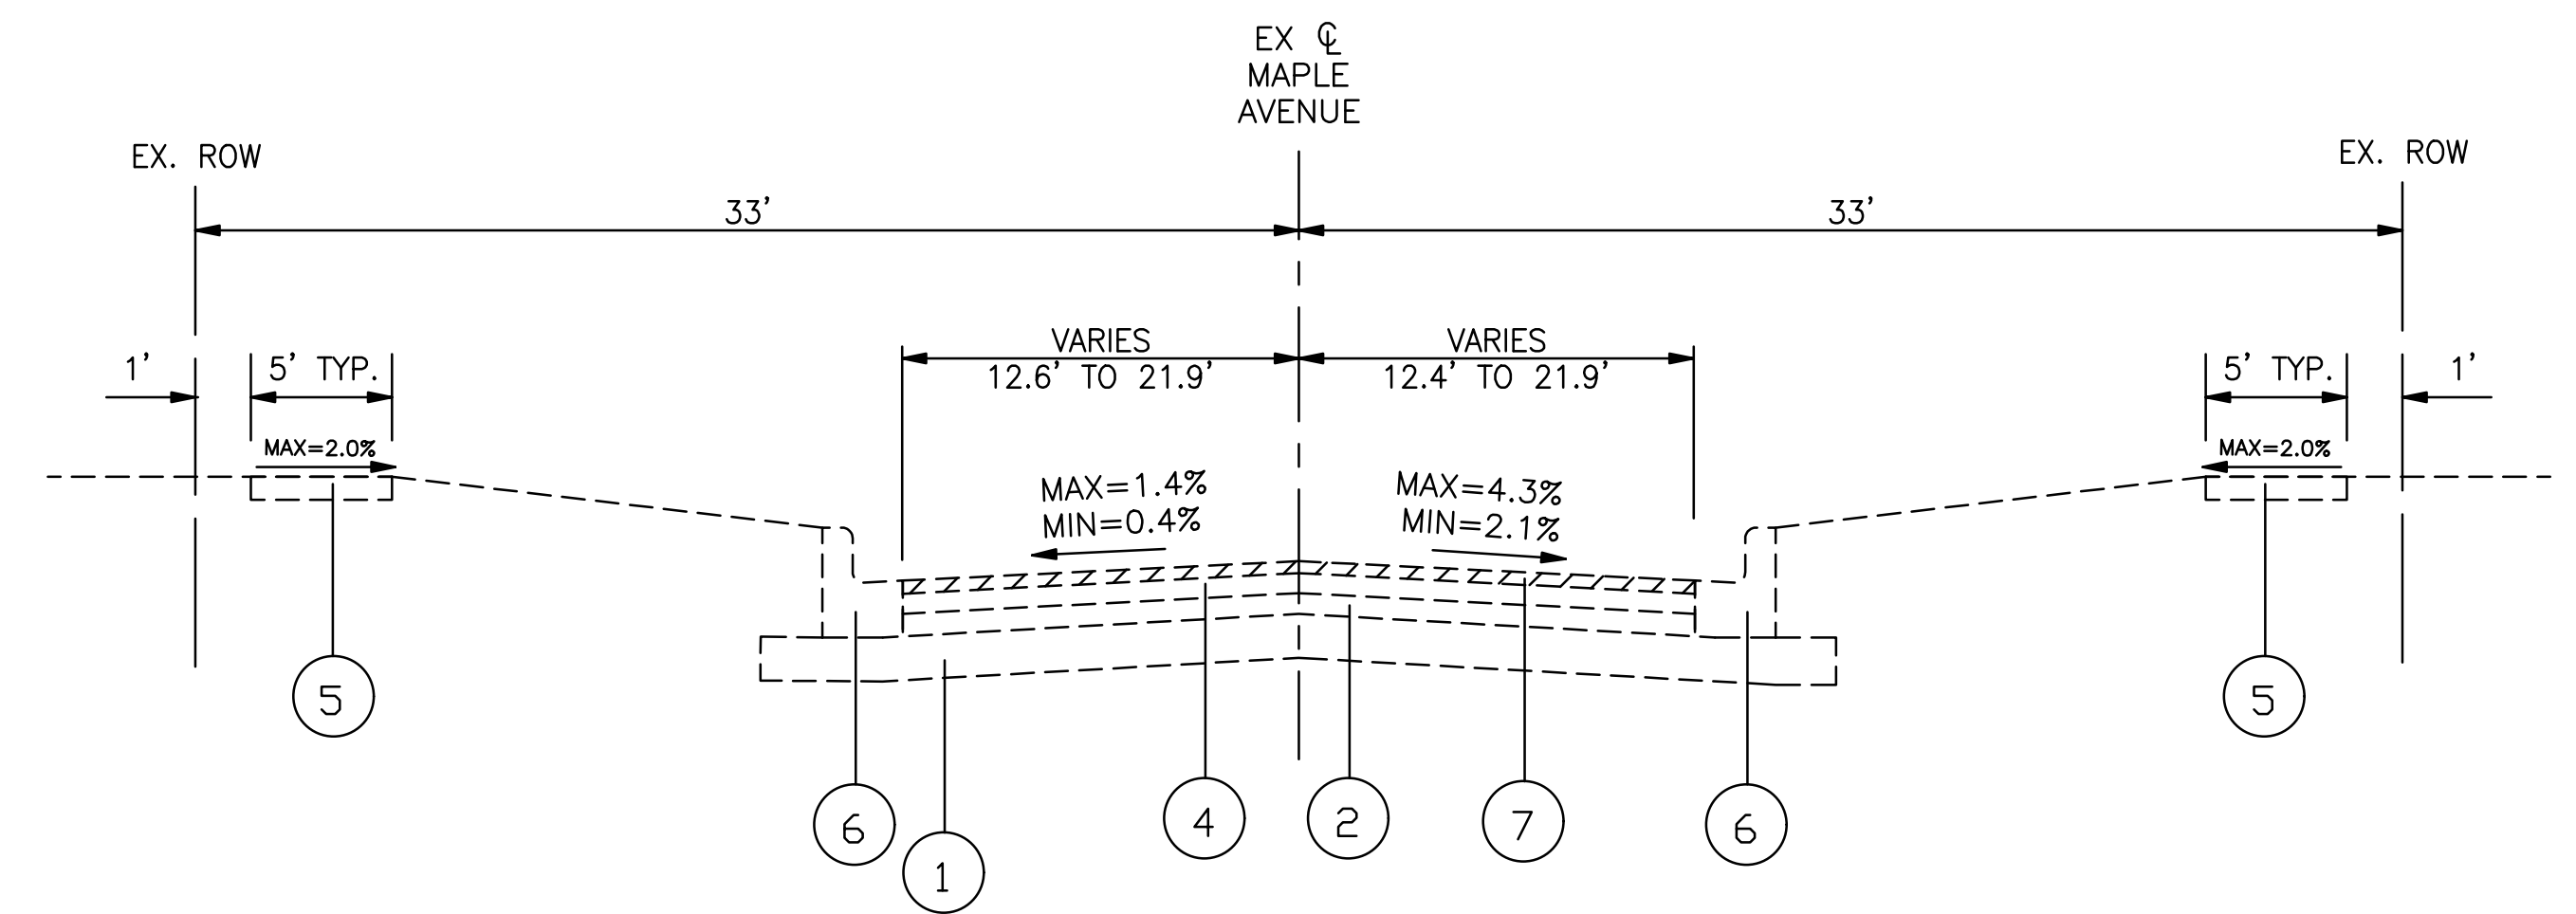 EX ℄
MAPLE
AVENUE
EX. ROW
EX. ROW
33'
33'
VARIES
12.6' TO 21.9'
VARIES
12.4' TO 21.9'
1'
5' TYP.
5' TYP.
1'
MAX=2.0%
MAX=2.0%
MAX=1.4%
MIN=0.4%
MAX=4.3%
MIN=2.1%
5
5
6
1
4
2
7
6